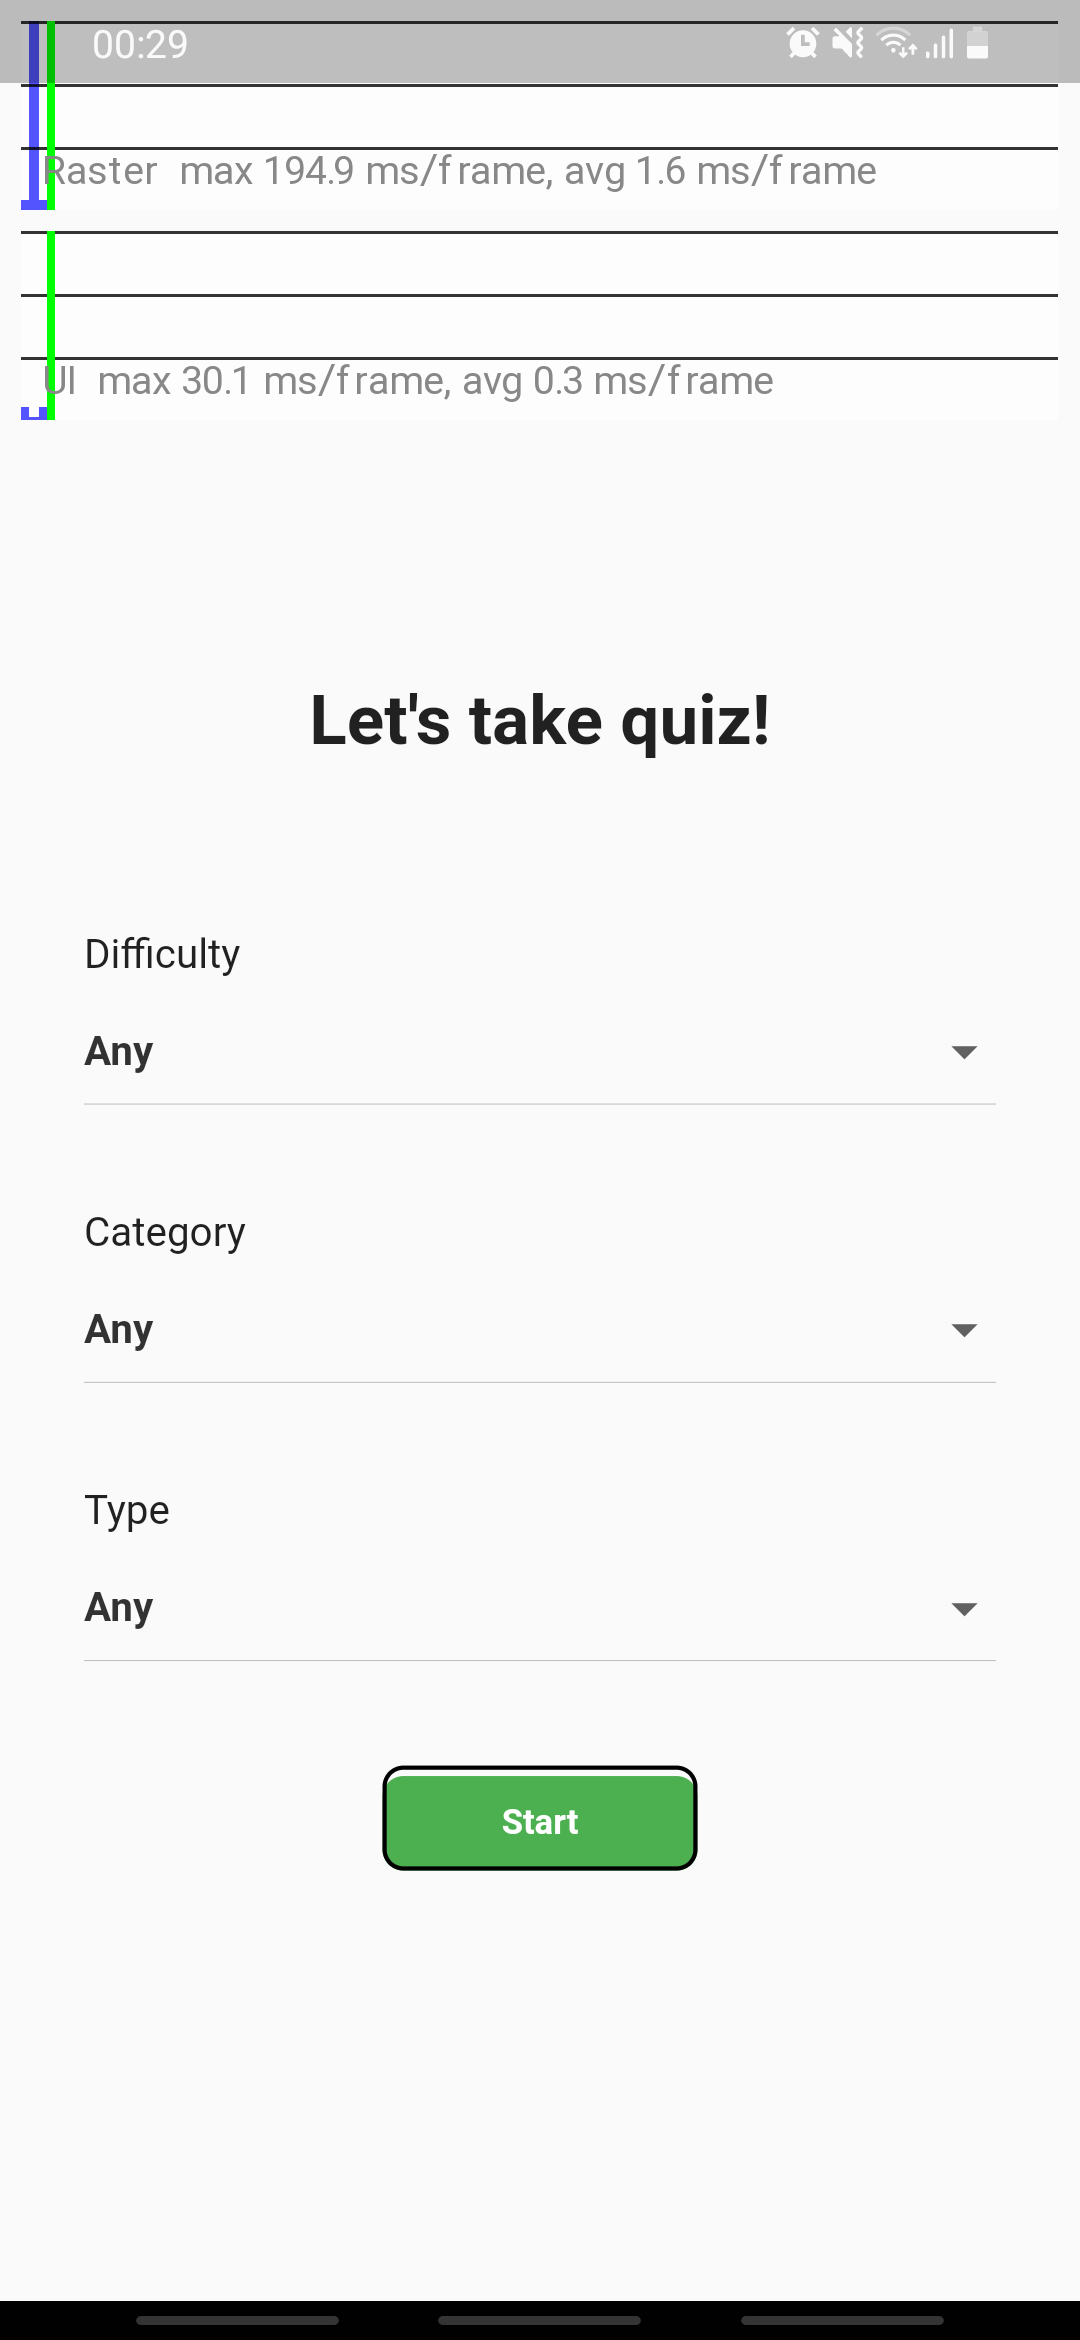 00:29
Raster max 194.9 ms/frame, avg 1.6 ms/frame
UI max 30.1 ms/frame, avg 0.3 ms/frame
Let's take quiz!
Difficulty
Any
Category
Any
Type
Any
Start